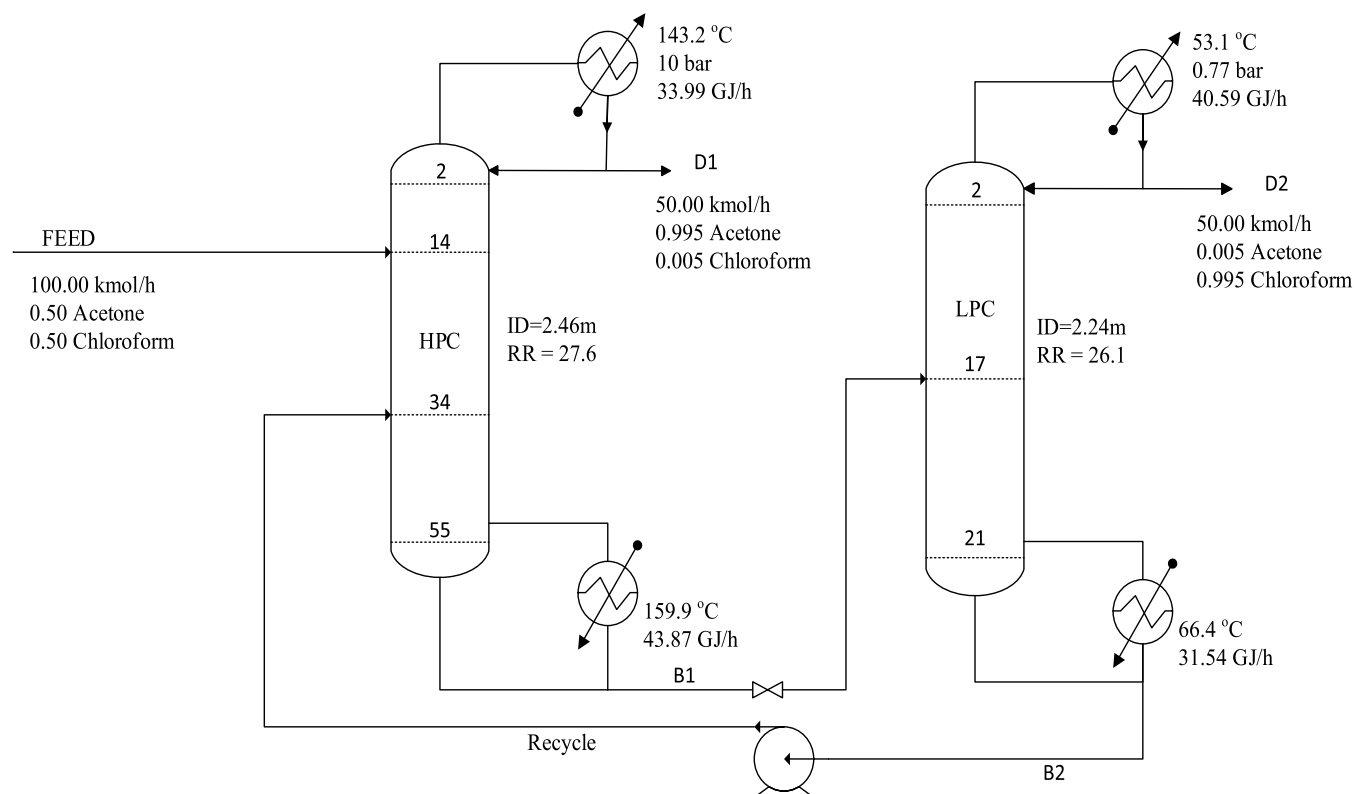 143.2 °C
10 bar
33.99 GJ/h
53.1 °C
0.77 bar
40.59 GJ/h
2
D1
50.00 kmol/h
0.995 Acetone
0.005 Chloroform
2
D2
50.00 kmol/h
0.005 Acetone
0.995 Chloroform
FEED
14
100.00 kmol/h
0.50 Acetone
0.50 Chloroform
HPC
ID=2.46m
RR = 27.6
LPC
ID=2.24m
RR = 26.1
17
34
55
21
159.9 °C
43.87 GJ/h
66.4 °C
31.54 GJ/h
B1
Recycle
B2